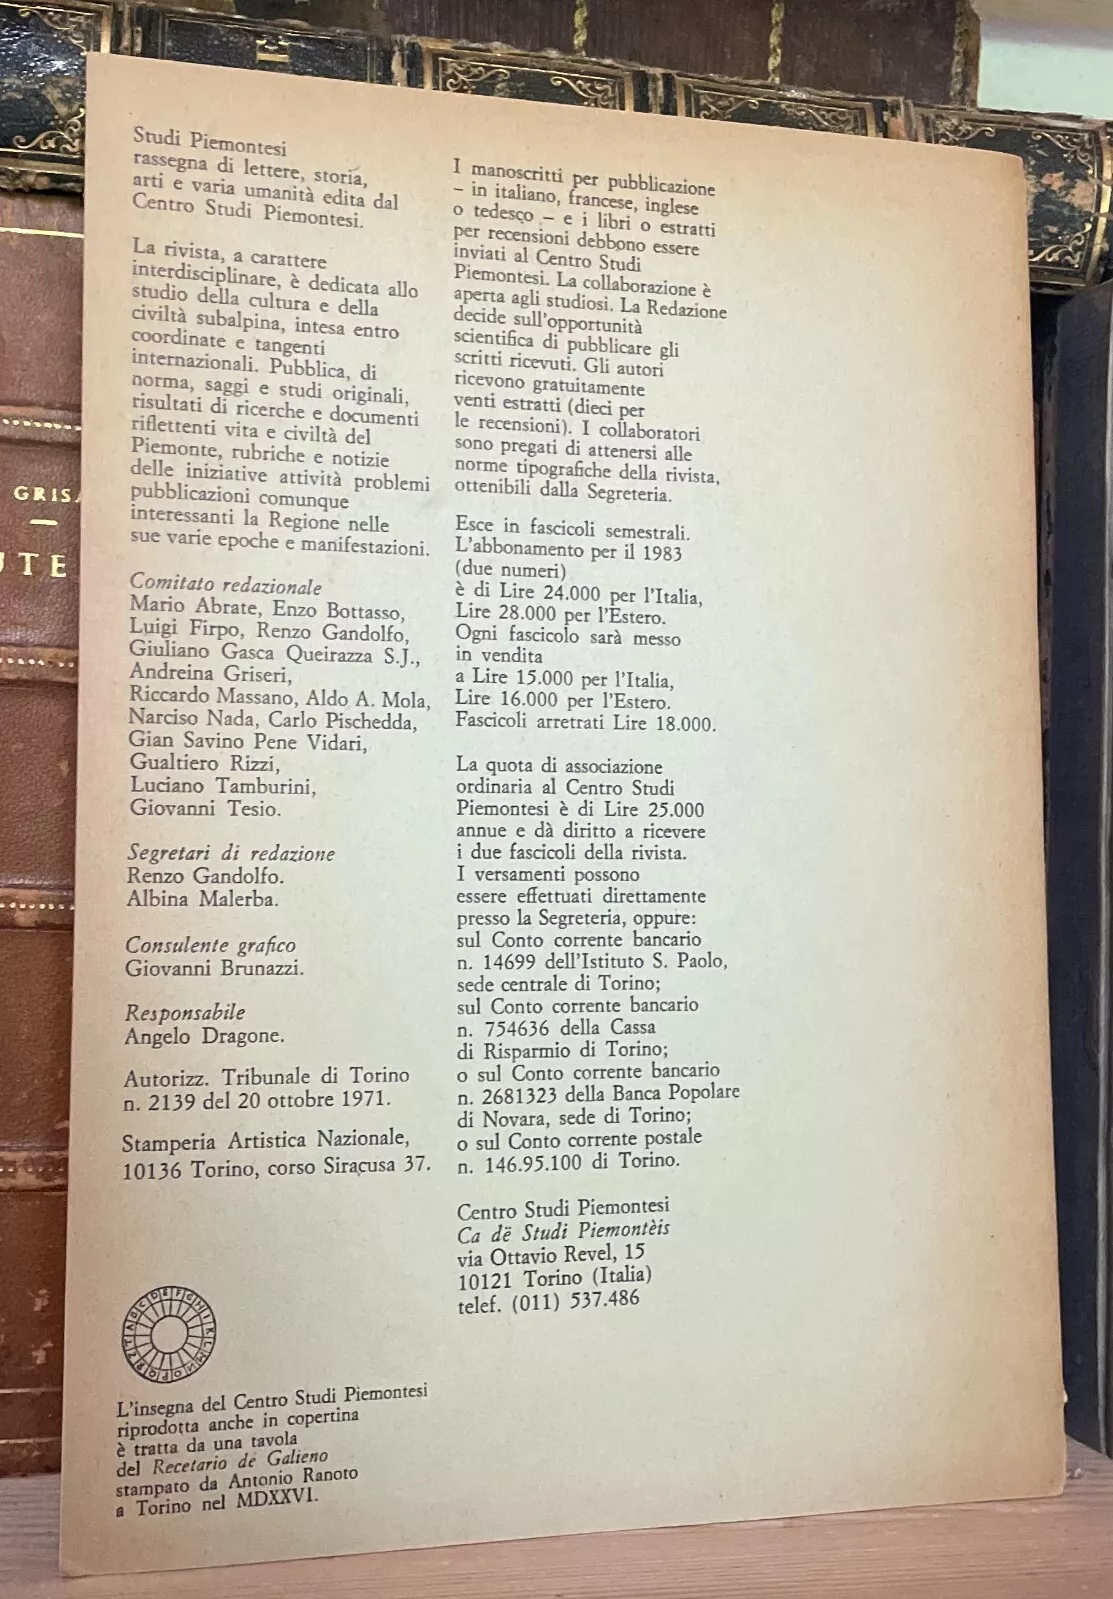 Studi Piemontesi
rassegna di lettere, storia,
arti e varia umanità edita dal
Centro Studi Piemontesi.
La rivista, a carattere
interdisciplinare, è dedicata allo
studio della cultura e della
civiltà subalpina, intesa entro
coordinate e tangenti
internazionali. Pubblica, di
norma, saggi e studi originali,
risultati di ricerche e documenti
riflettenti vita e civiltà del
Piemonte, rubriche e notizie
delle iniziative attività problemi
pubblicazioni comunque
interessanti la Regione nelle
sue varie epoche e manifestazioni.
Comitato redazionale
Mario Abrate, Enzo Bottasso,
Luigi Firpo, Renzo Gandolfo,
Giuliano Gasca Queirazza S.J.,
Andreina Griseri,
Riccardo Massano, Aldo A. Mola,
Narciso Nada, Carlo Pischedda,
Gian Savino Pene Vidari,
Gualtiero Rizzi,
Luciano Tamburini,
Giovanni Tesio.
Segretari di redazione
Renzo Gandolfo.
Albina Malerba.
Consulente grafico
Giovanni Brunazzi.
Responsabile
Angelo Dragone.
Autorizz. Tribunale di Torino
n. 2139 del 20 ottobre 1971.
Stamperia Artistica Nazionale,
10136 Torino, corso Siracusa 37.
A B C D E F G H I K L M N O P Q R Z T
L'insegna del Centro Studi Piemontesi
riprodotta anche in copertina
è tratta da una tavola
del Recetario de Galieno
stampato da Antonio Ranoto
a Torino nel MDXXVI.
I manoscritti per pubblicazione
– in italiano, francese, inglese
o tedesco – e i libri o estratti
per recensioni debbono essere
inviati al Centro Studi
Piemontesi. La collaborazione è
aperta agli studiosi. La Redazione
decide sull'opportunità
scientifica di pubblicare gli
scritti ricevuti. Gli autori
ricevono gratuitamente
venti estratti (dieci per
le recensioni). I collaboratori
sono pregati di attenersi alle
norme tipografiche della rivista,
ottenibili dalla Segreteria.
Esce in fascicoli semestrali.
L'abbonamento per il 1983
(due numeri)
è di Lire 24.000 per l'Italia,
Lire 28.000 per l'Estero.
Ogni fascicolo sarà messo
in vendita
a Lire 15.000 per l'Italia,
Lire 16.000 per l'Estero.
Fascicoli arretrati Lire 18.000.
La quota di associazione
ordinaria al Centro Studi
Piemontesi è di Lire 25.000
annue e dà diritto a ricevere
i due fascicoli della rivista.
I versamenti possono
essere effettuati direttamente
presso la Segreteria, oppure:
sul Conto corrente bancario
n. 14699 dell'Istituto S. Paolo,
sede centrale di Torino;
sul Conto corrente bancario
n. 754636 della Cassa
di Risparmio di Torino;
o sul Conto corrente bancario
n. 2681323 della Banca Popolare
di Novara, sede di Torino;
o sul Conto corrente postale
n. 146.95.100 di Torino.
Centro Studi Piemontesi
Ca dë Studi Piemontèis
via Ottavio Revel, 15
10121 Torino (Italia)
telef. (011) 537.486
GRISA
UTE